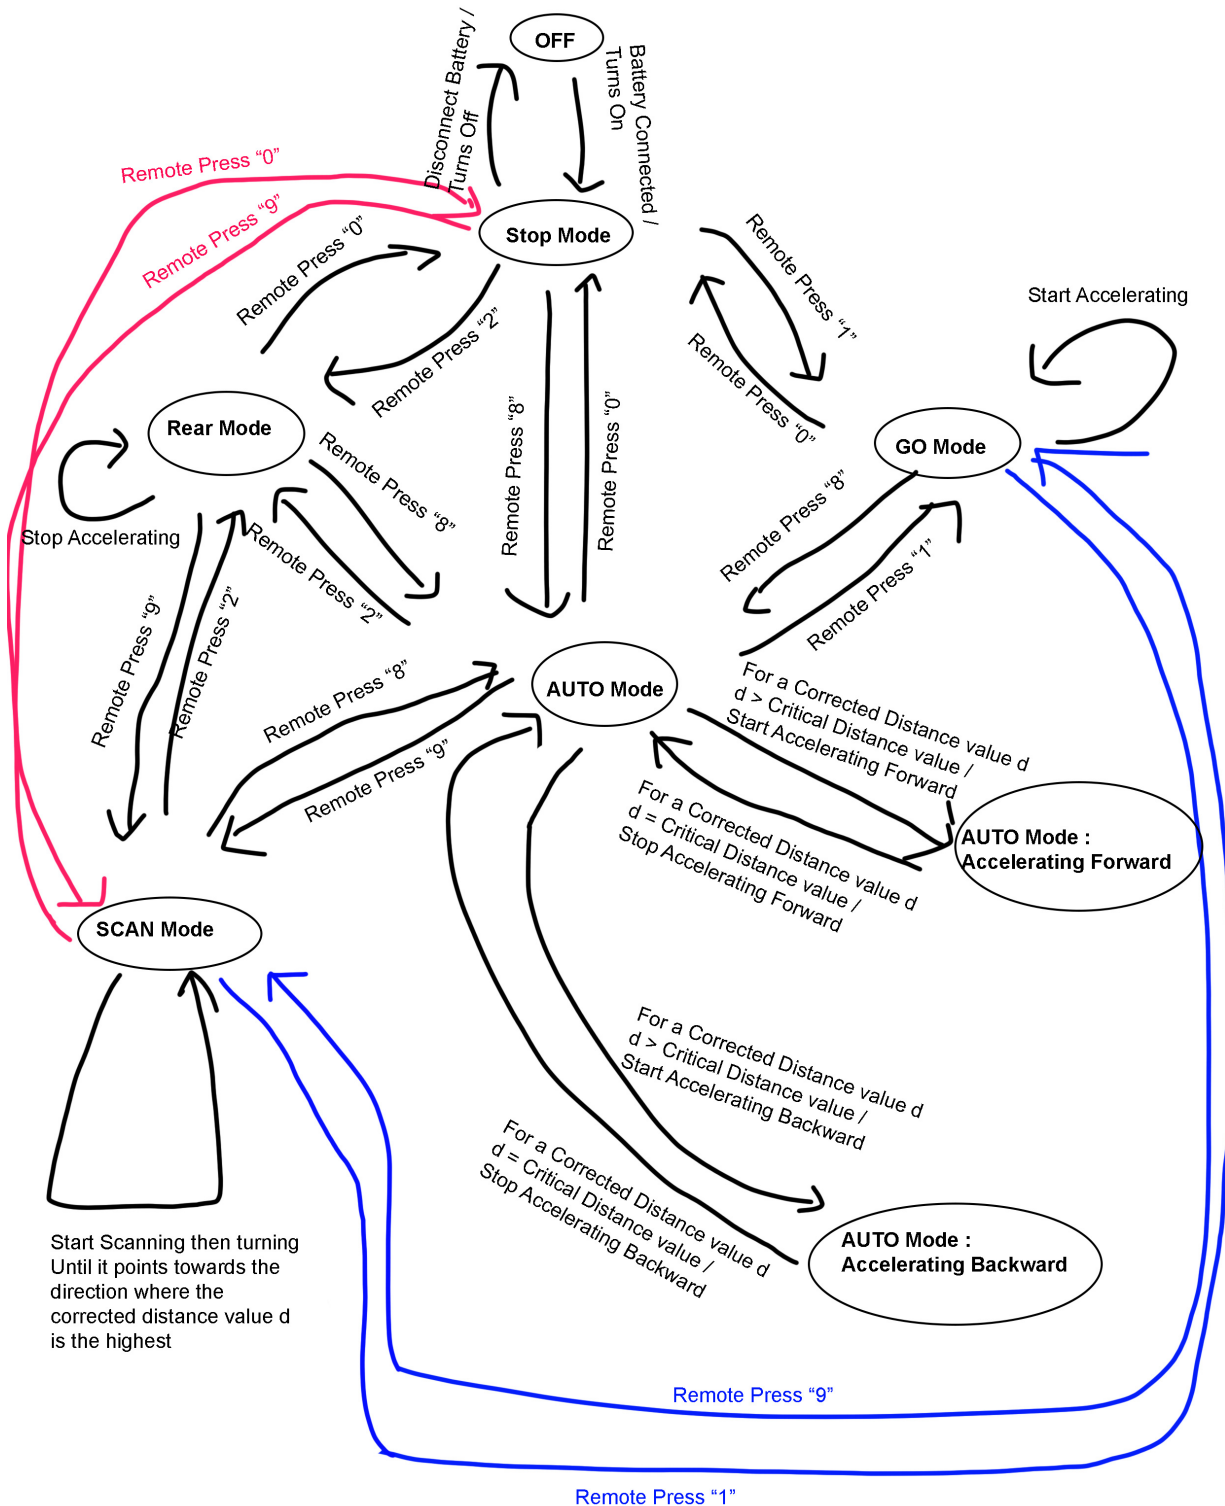 OFF
Disconnect Battery /
Turns Off
Battery Connected /
Turns On
Remote Press “0”
Remote Press “9”
Stop Mode
Remote Press “0”
Remote Press “2”
Remote Press “1”
Remote Press “0”
Start Accelerating
Rear Mode
Remote Press “8”
Remote Press “8”
Remote Press “0”
GO Mode
Stop Accelerating
Remote Press “2”
Remote Press “8”
Remote Press “1”
Remote Press “9”
Remote Press “2”
Remote Press “8”
Remote Press “9”
AUTO Mode
For a Corrected Distance value d
d > Critical Distance value /
Start Accelerating Forward
For a Corrected Distance value d
d = Critical Distance value /
Stop Accelerating Forward
AUTO Mode :
Accelerating Forward
SCAN Mode
For a Corrected Distance value d
d > Critical Distance value /
Start Accelerating Backward
For a Corrected Distance value d
d = Critical Distance value /
Stop Accelerating Backward
AUTO Mode :
Accelerating Backward
Start Scanning then turning
Until it points towards the
direction where the
corrected distance value d
is the highest
Remote Press “9”
Remote Press “1”